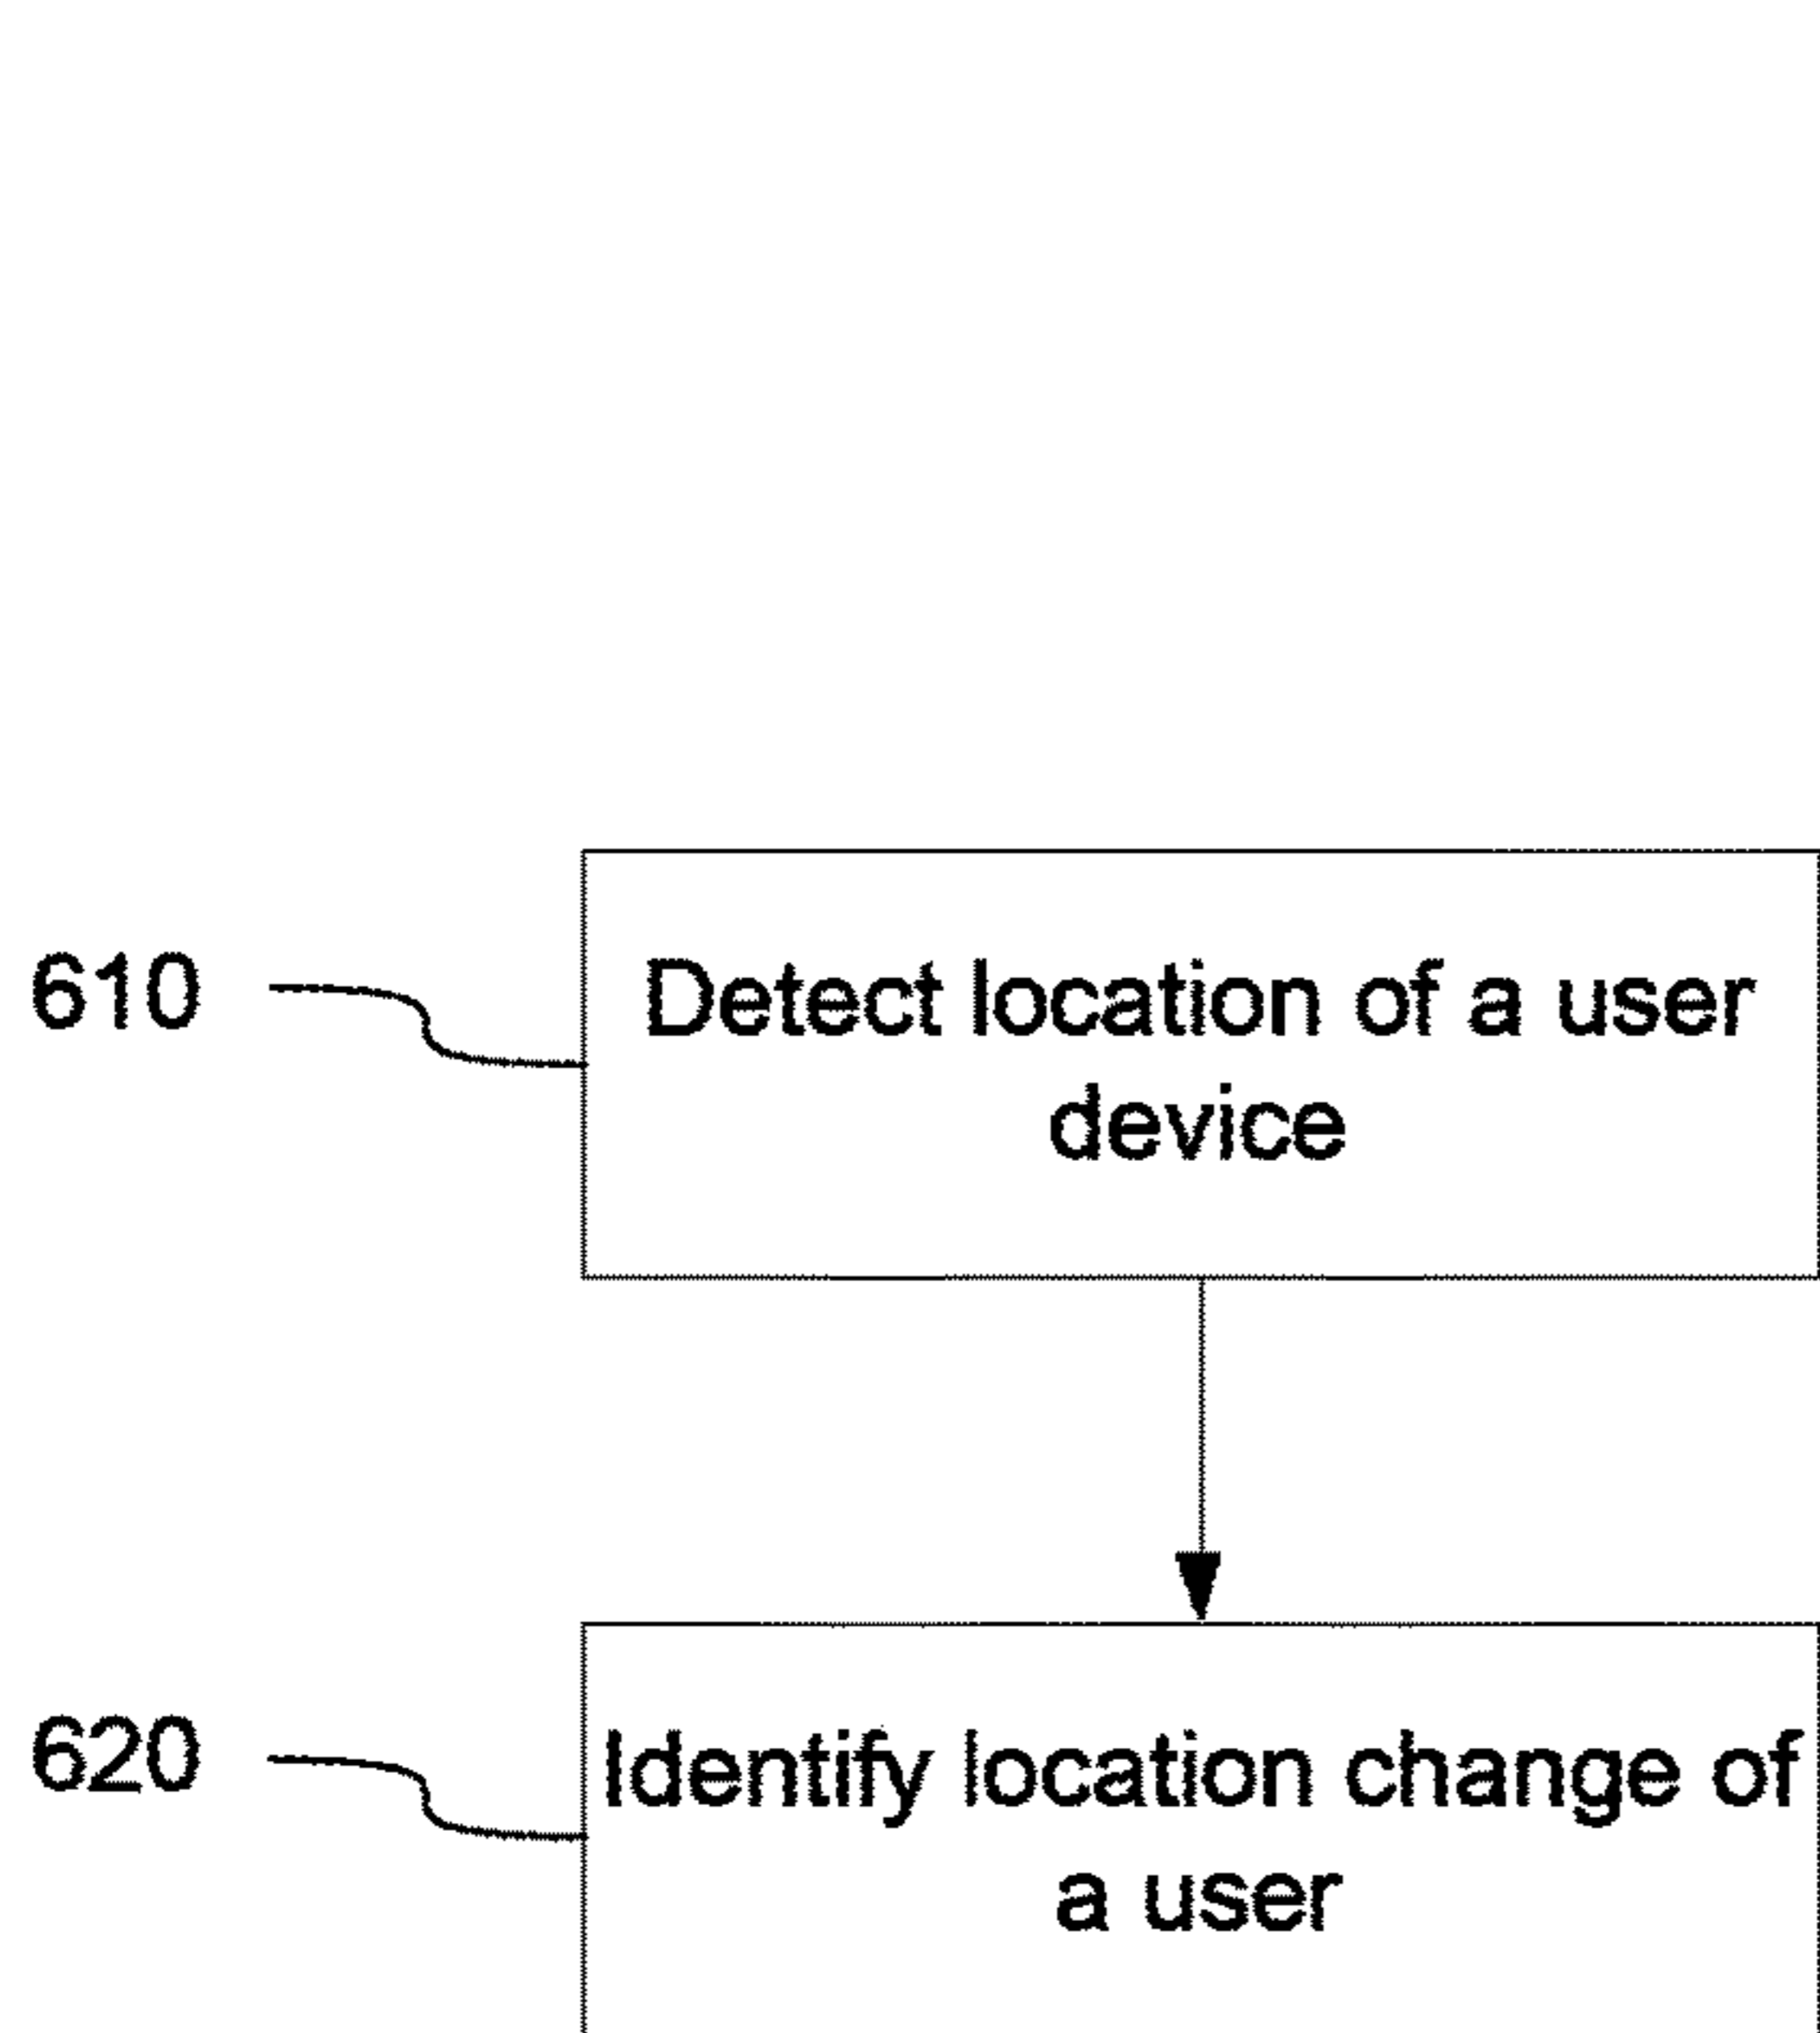 610
Detect location of a user
device
620
Identify location change of
a user